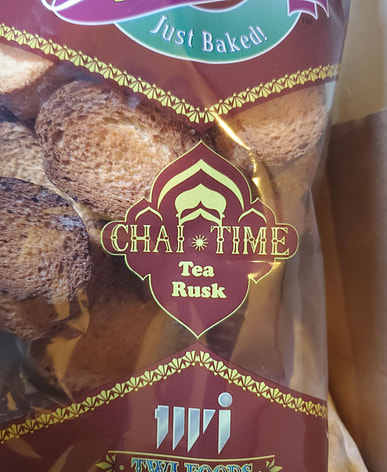 Just Baked!
CHAI TIME
Tea
Rusk
TWI
TWI FOODS